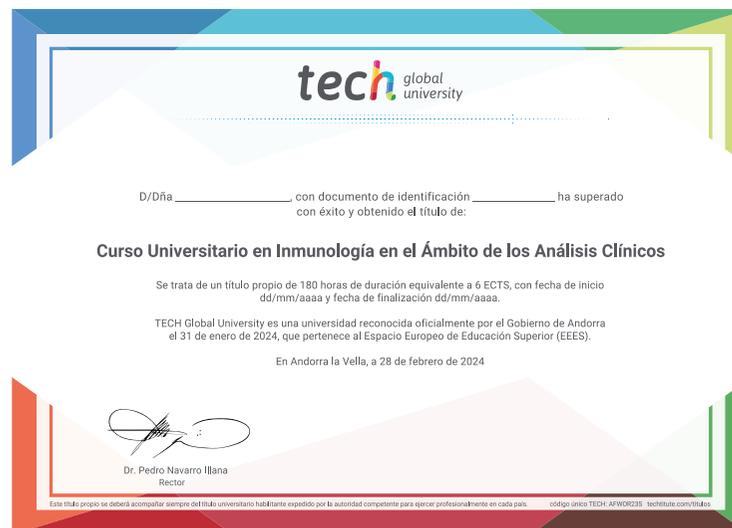 tech global university
D/Dña ____________________, con documento de identificación ______________ ha superado
con éxito y obtenido el título de:
Curso Universitario en Inmunología en el Ámbito de los Análisis Clínicos
Se trata de un título propio de 180 horas de duración equivalente a 6 ECTS, con fecha de inicio
dd/mm/aaaa y fecha de finalización dd/mm/aaaa.
TECH Global University es una universidad reconocida oficialmente por el Gobierno de Andorra
el 31 de enero de 2024, que pertenece al Espacio Europeo de Educación Superior (EEES).
En Andorra la Vella, a 28 de febrero de 2024
Dr. Pedro Navarro Illana
Rector
Este título propio se deberá acompañar siempre del título universitario habilitante expedido por la autoridad competente para ejercer profesionalmente en cada país. código único TECH: AFWOR235 techtitute.com/titulos